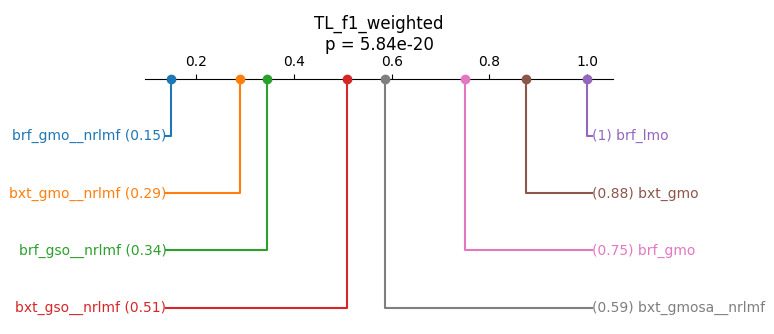 TL_f1_weighted
p = 5.84e-20
0.2 0.4 0.6 0.8 1.0
brf_gmo__nrlmf (0.15) (1) brf_lmo
bxt_gmo__nrlmf (0.29) (0.88) bxt_gmo
brf_gso__nrlmf (0.34) (0.75) brf_gmo
bxt_gso__nrlmf (0.51) (0.59) bxt_gmosa__nrlmf